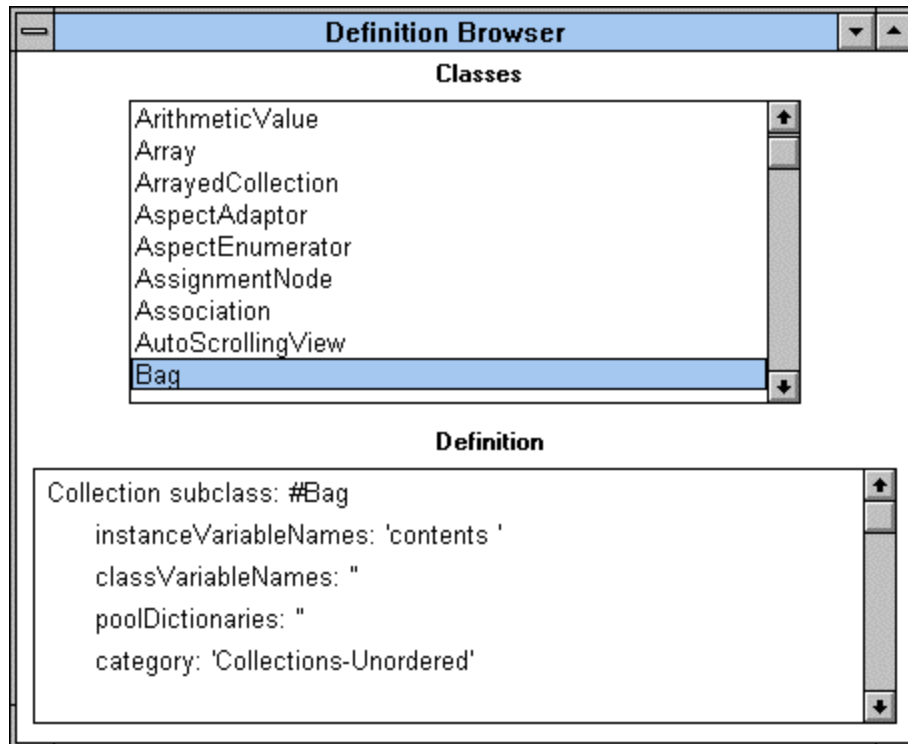 Definition Browser
Classes
ArithmeticValue
Array
ArrayedCollection
AspectAdaptor
AspectEnumerator
AssignmentNode
Association
AutoScrollingView
Bag
Definition
Collection subclass: #Bag
instanceVariableNames: 'contents '
classVariableNames: ''
poolDictionaries: ''
category: 'Collections-Unordered'